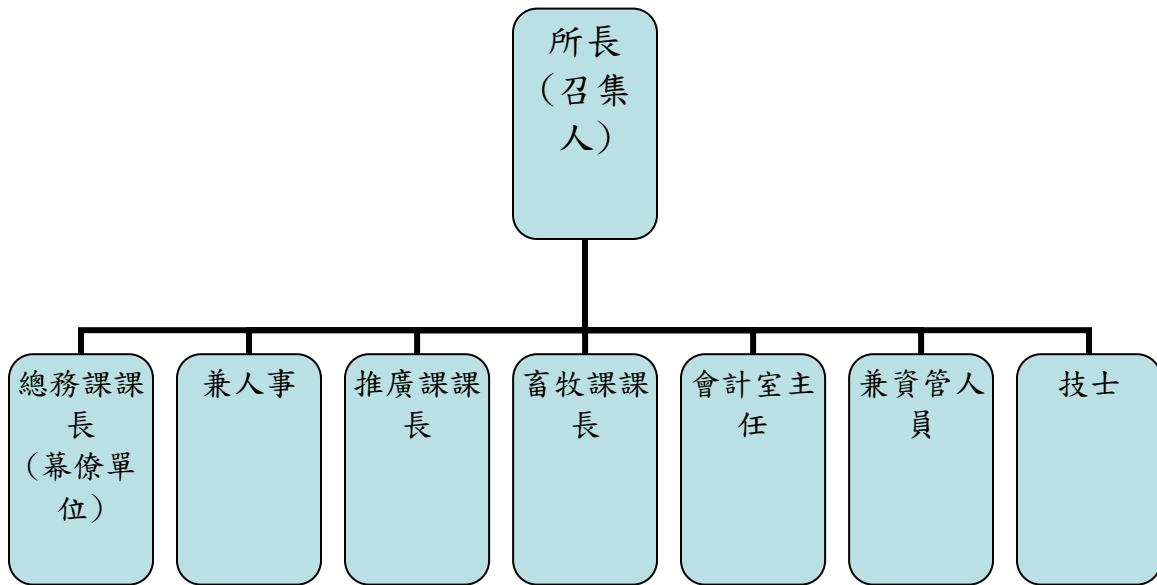 所長
（召集
人）
總務課課
長
（幕僚單
位）
兼人事
推廣課課
長
畜牧課課
長
會計室主
任
兼資管人
員
技士